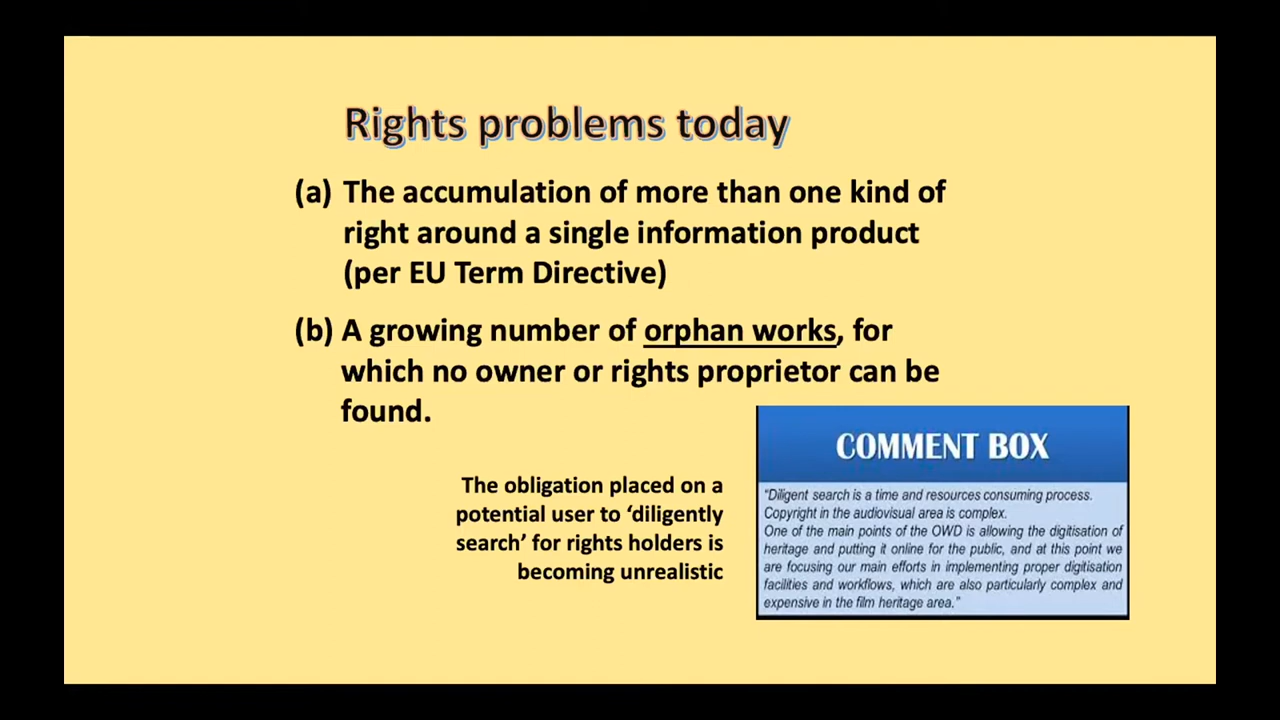 Rights problems today
(a) The accumulation of more than one kind of
right around a single information product
(per EU Term Directive)
(b) A growing number of orphan works, for
which no owner or rights proprietor can be
found.
The obligation placed on a
potential user to ‘diligently
search’ for rights holders is
becoming unrealistic
COMMENT BOX
“Diligent search is a time and resources consuming process.
Copyright in the audiovisual area is complex.
One of the main points of the OWD is allowing the digitisation of
heritage and putting it online for the public, and at this point we
are focusing our main efforts in implementing proper digitisation
facilities and workflows, which are also particularly complex and
expensive in the film heritage area.”